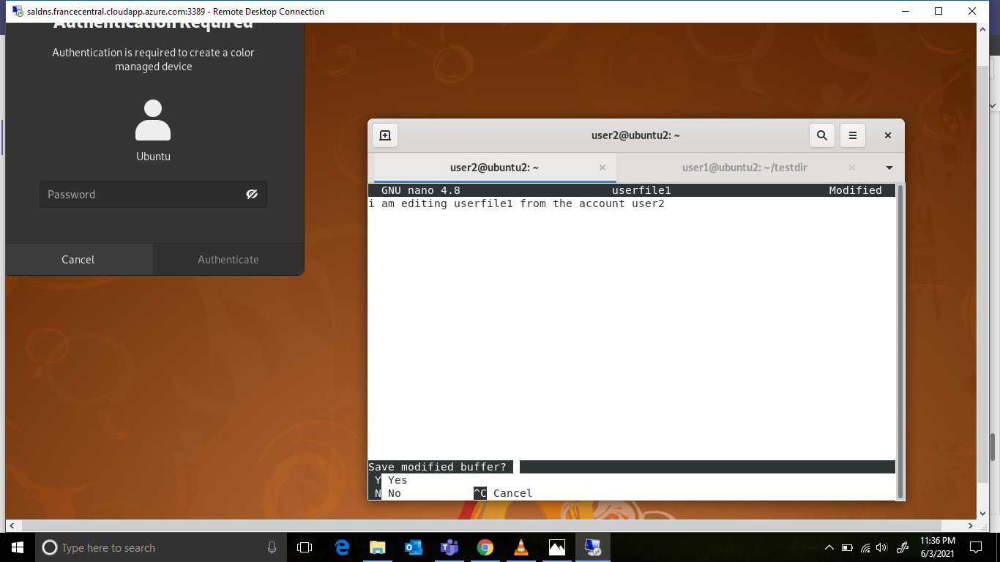 saldns.francecentral.cloudapp.azure.com:3389 - Remote Desktop Connection
Authentication Required
Authentication is required to create a color
managed device
Ubuntu
Password
Cancel
Authenticate
user2@ubuntu2: ~
user2@ubuntu2: ~
user1@ubuntu2: ~/testdir
GNU nano 4.8 userfile1 Modified
i am editing userfile1 from the account user2
Save modified buffer?
Y Yes
N No ^C Cancel
Type here to search
11:36 PM
6/3/2021